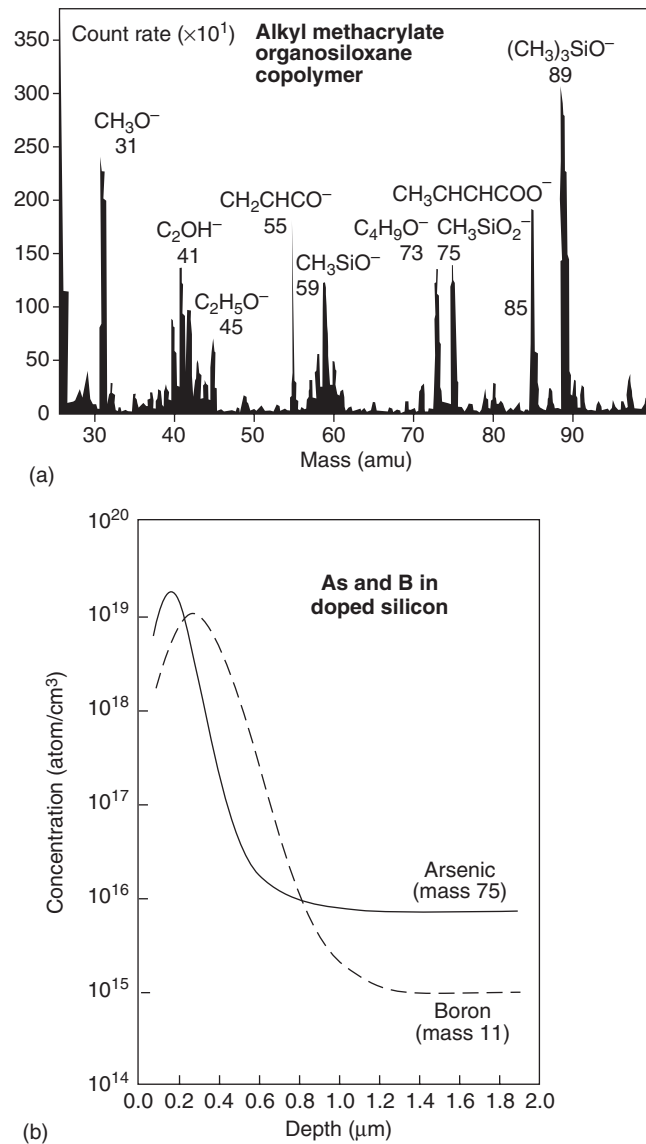 Count rate (×10¹)
Alkyl methacrylate
organosiloxane
copolymer
350
300
250
200
150
100
50
0
CH₃O⁻
31
C₂OH⁻
41
C₂H₅O⁻
45
CH₂CHCO⁻
55
CH₃SiO⁻
59
C₄H₉O⁻
73
CH₃SiO₂⁻
75
CH₃CHCHCOO⁻
85
(CH₃)₃SiO⁻
89
30 40 50 60 70 80 90
Mass (amu)
(a)
Concentration (atom/cm³)
10²⁰
10¹⁹
10¹⁸
10¹⁷
10¹⁶
10¹⁵
10¹⁴
As and B in
doped silicon
Arsenic
(mass 75)
Boron
(mass 11)
0 0.2 0.4 0.6 0.8 1.0 1.2 1.4 1.6 1.8 2.0
Depth (μm)
(b)